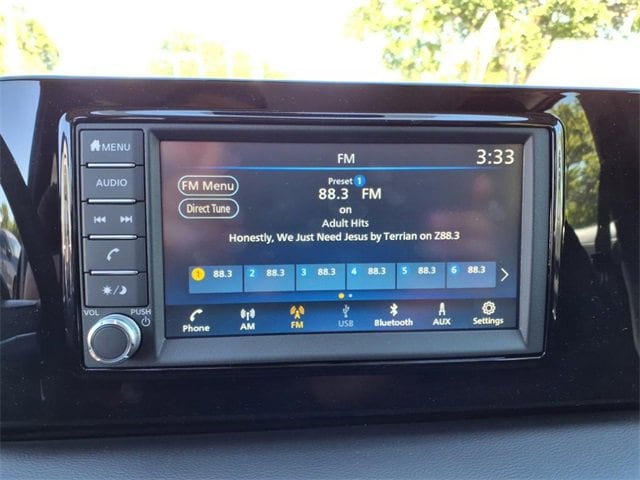 MENU
FM
3:33
AUDIO
FM Menu
Preset 1
88.3 FM
Direct Tune
on
Adult Hits
Honestly, We Just Need Jesus by Terrian on Z88.3
1 88.3 2 88.3 3 88.3 4 88.3 5 88.3 6 88.3
VOL PUSH
Phone AM FM USB Bluetooth AUX Settings